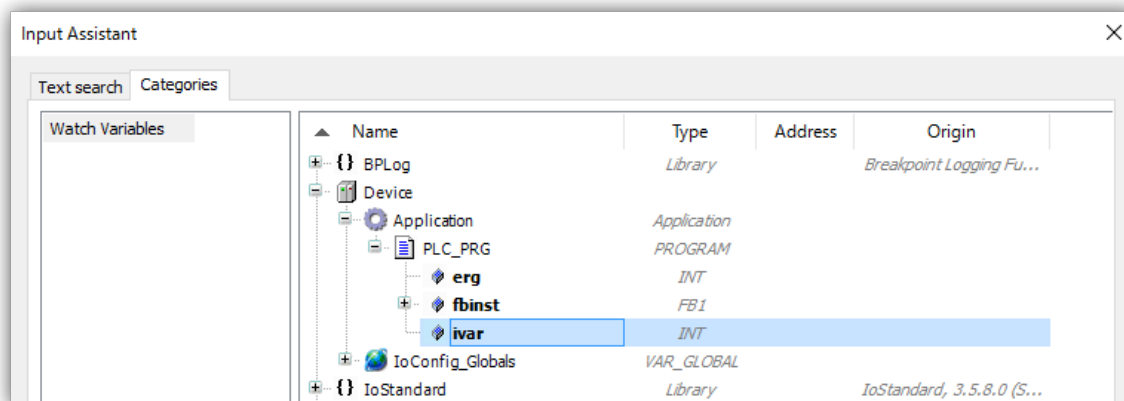 Input Assistant
Text search Categories
Watch Variables
Name Type Address Origin
{} BPLog Library Breakpoint Logging Fu...
Device
Application Application
PLC_PRG PROGRAM
erg INT
fbinst FB1
ivar INT
IoConfig_Globals VAR_GLOBAL
{} IoStandard Library IoStandard, 3.5.8.0 (S...